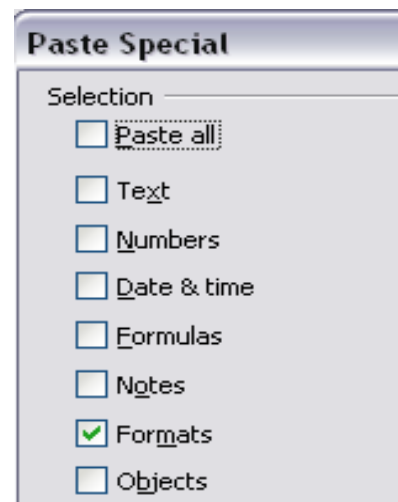 Paste Special
Selection
Paste all
Text
Numbers
Date & time
Formulas
Notes
Formats
Objects